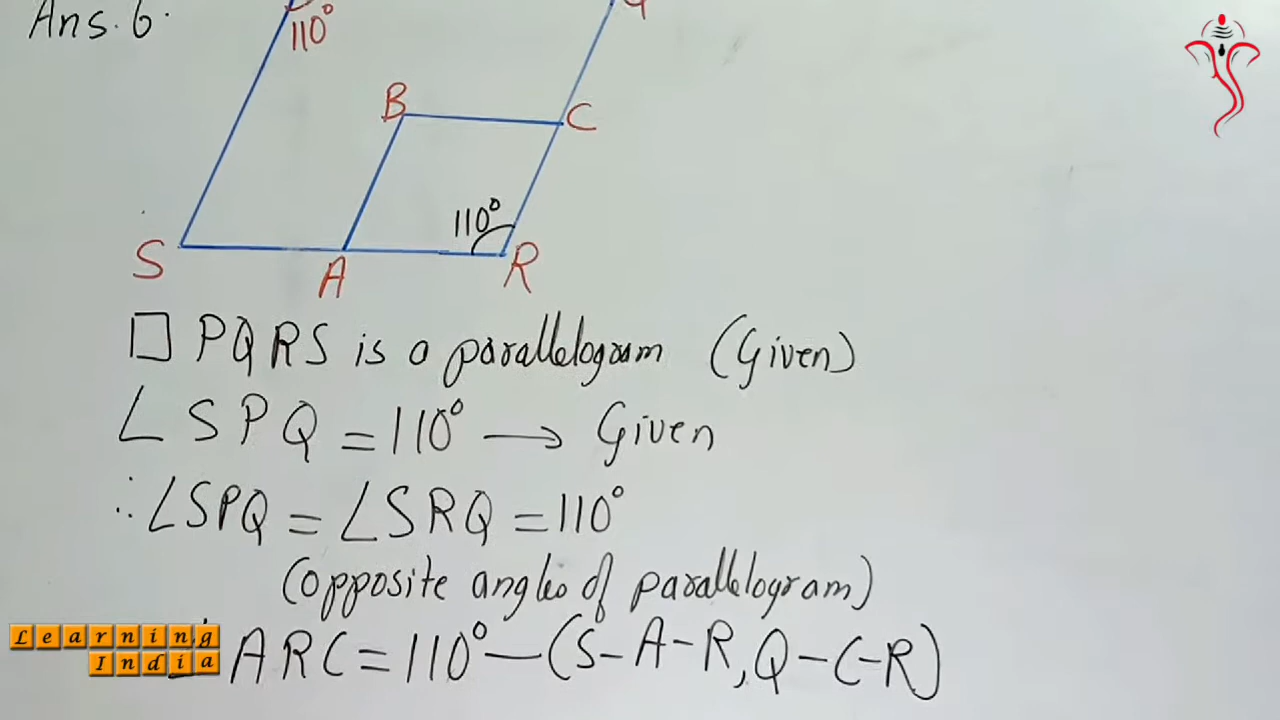 Ans. 6.
110°
B
C
110°
S
A
R
□ PQRS is a parallelogram (Given)
∠SPQ = 110° → Given
∴ ∠SPQ = ∠SRQ = 110°
(opposite angles of parallelogram)
ARC = 110° — (S-A-R, Q-C-R)
Learning
India